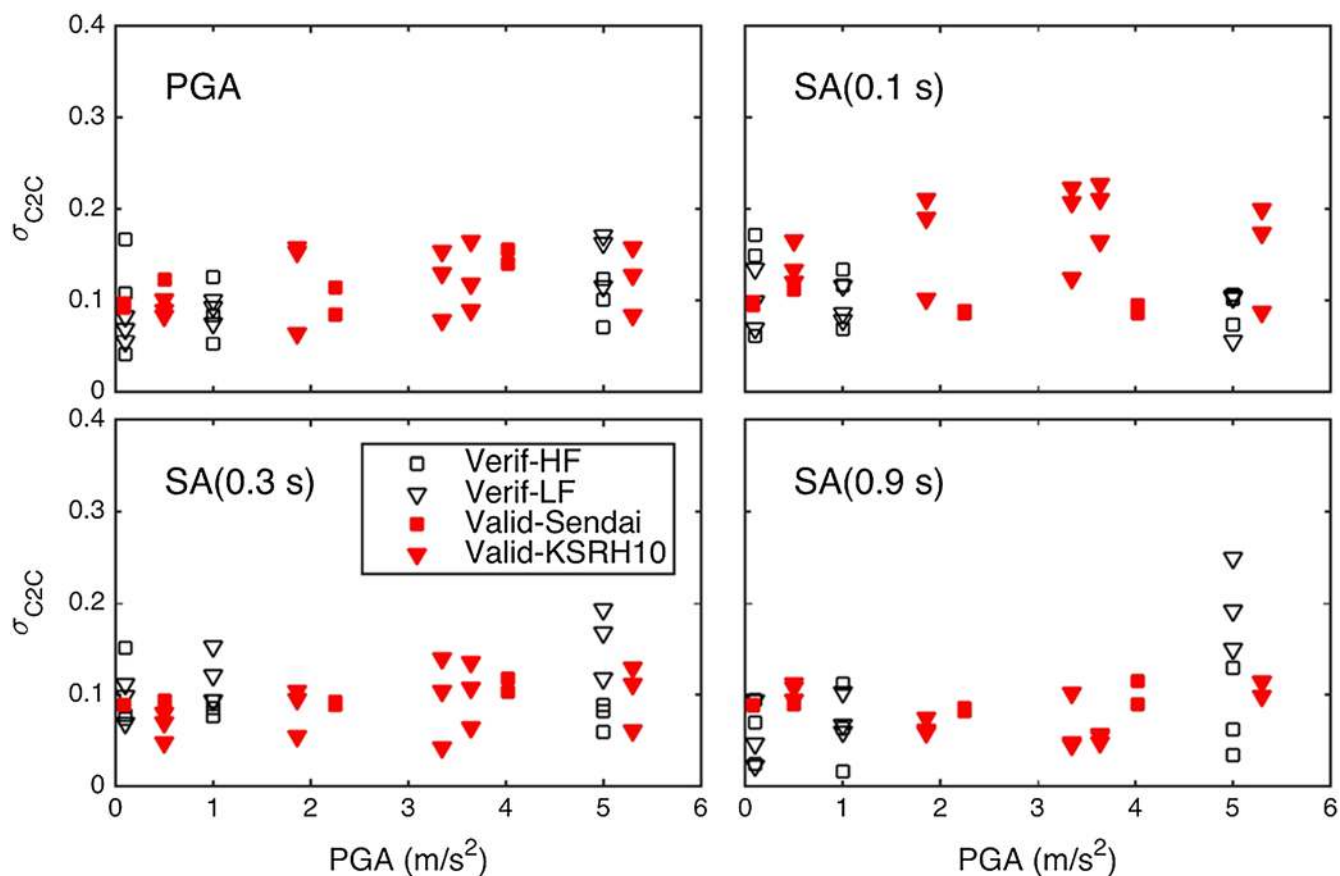 0.4
0.3
0.2
0.1
0
σC2C
PGA
SA(0.1 s)
0.4
0.3
0.2
0.1
0
σC2C
SA(0.3 s)
Verif-HF
Verif-LF
Valid-Sendai
Valid-KSRH10
SA(0.9 s)
0 1 2 3 4 5 6
0 1 2 3 4 5 6
PGA (m/s²)
PGA (m/s²)